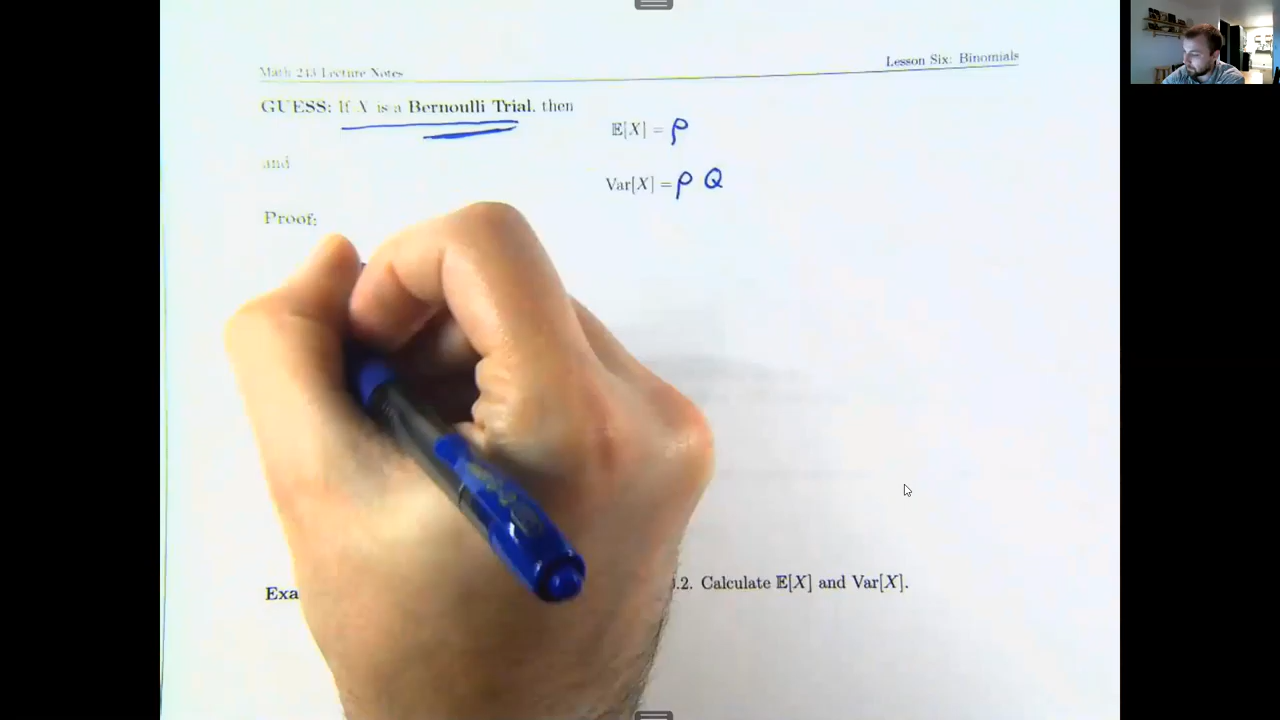 Math 243 Lecture Notes
Lesson Six: Binomials
GUESS: If X is a Bernoulli Trial, then
𝔼[X] = p
and
Var[X] = p Q
Proof:
Exa .2. Calculate 𝔼[X] and Var[X].